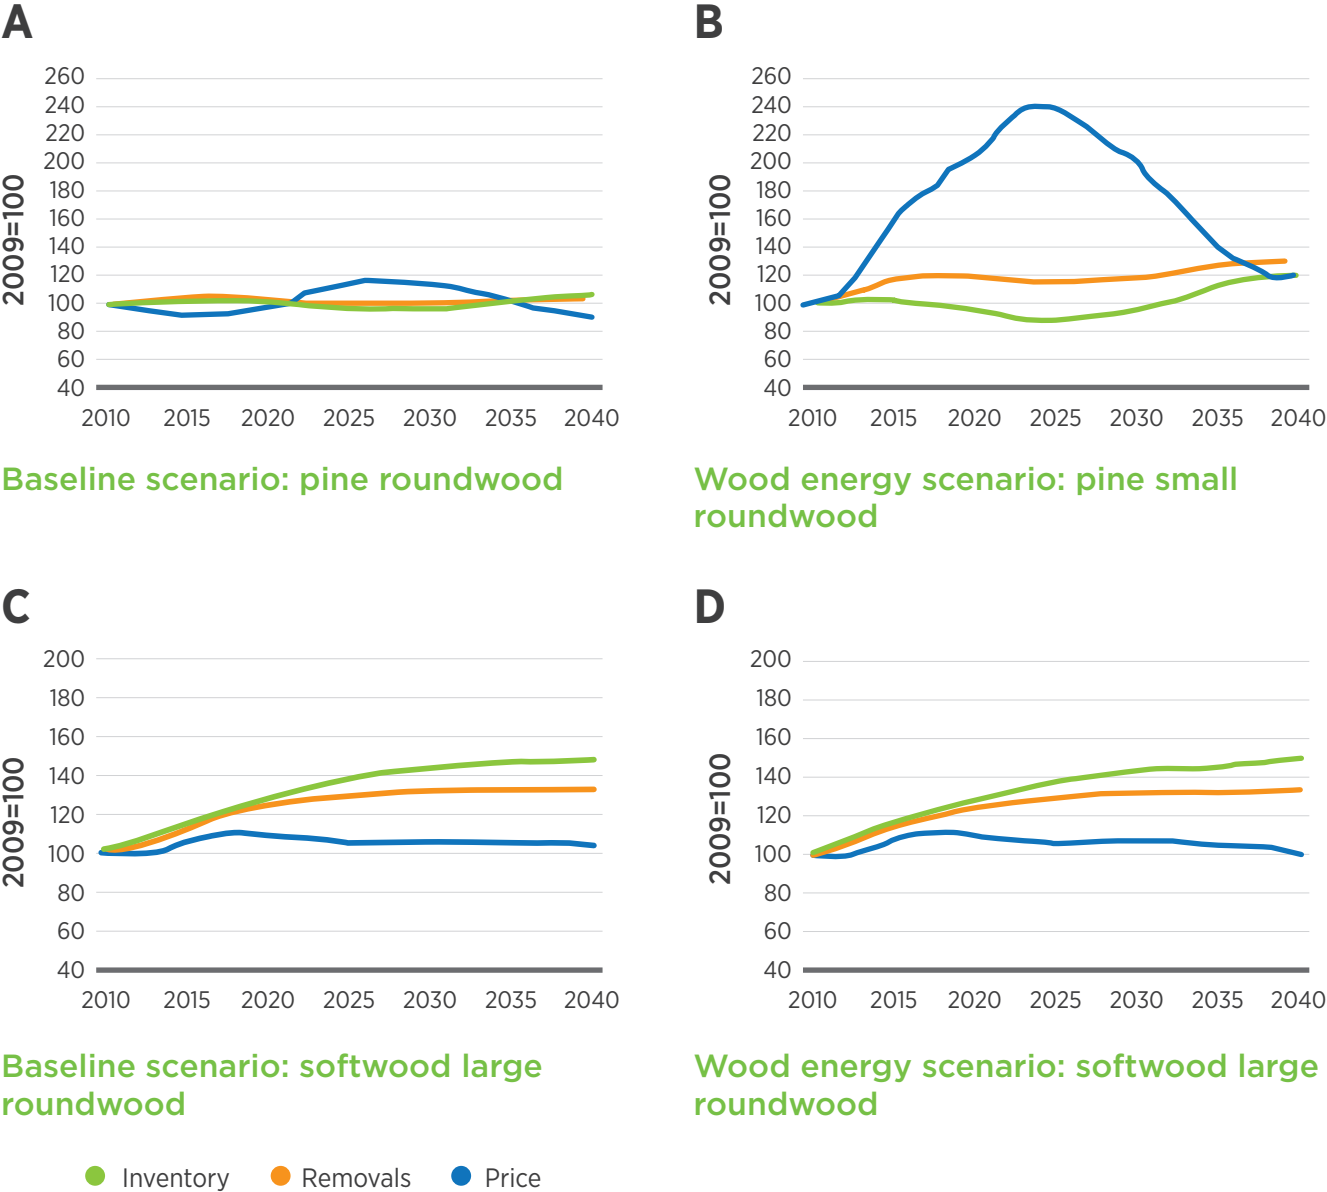 A
260
240
220
200
180
160
140
120
100
80
60
40
2009=100
2010 2015 2020 2025 2030 2035 2040
Baseline scenario: pine roundwood
B
260
240
220
200
180
160
140
120
100
80
60
40
2009=100
2010 2015 2020 2025 2030 2035 2040
Wood energy scenario: pine small
roundwood
C
200
180
160
140
120
100
80
60
40
2009=100
2010 2015 2020 2025 2030 2035 2040
Baseline scenario: softwood large
roundwood
D
200
180
160
140
120
100
80
60
40
2009=100
2010 2015 2020 2025 2030 2035 2040
Wood energy scenario: softwood large
roundwood
Inventory Removals Price